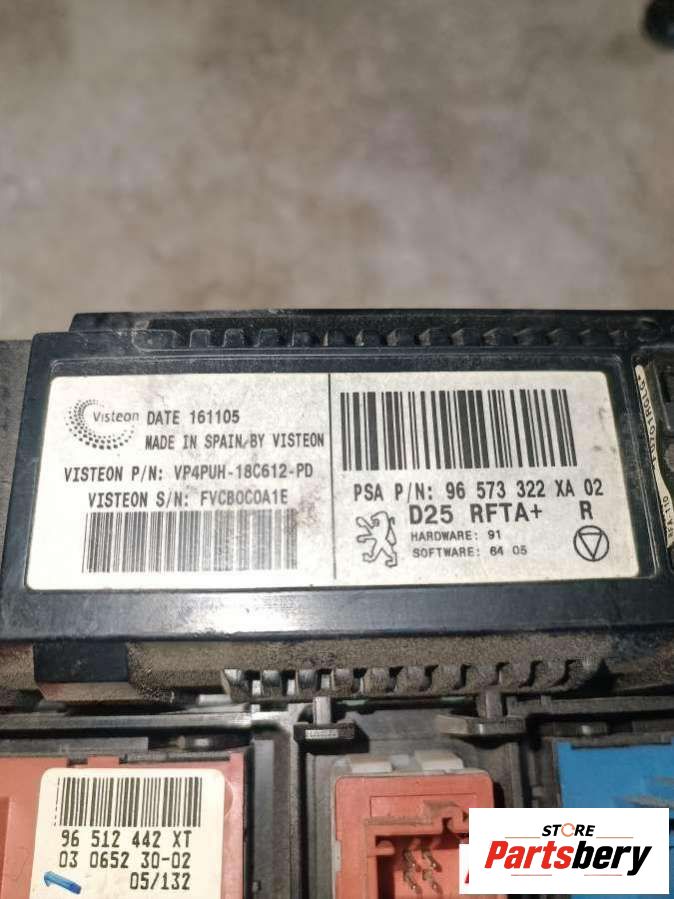 Visteon
DATE 161105
MADE IN SPAIN BY VISTEON
VISTEON P/N: VP4PUH-18C612-PD
VISTEON S/N: FVCB0C0A1E
PSA P/N: 96 573 322 XA 02
D25 RFTA+ R
HARDWARE: 91
SOFTWARE: 64 05
96 512 442 XT
03 0652 30-02
05/132
STORE
Partsbery